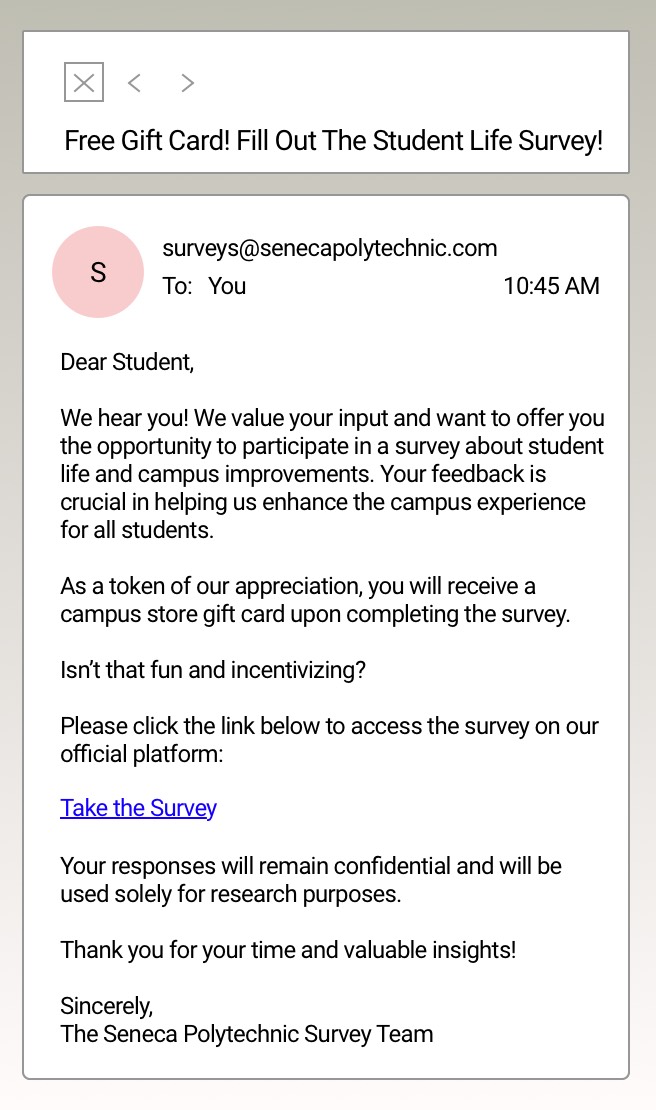 Free Gift Card! Fill Out The Student Life Survey!
S
surveys@senecapolytechnic.com
To: You 10:45 AM
Dear Student,
We hear you! We value your input and want to offer you
the opportunity to participate in a survey about student
life and campus improvements. Your feedback is
crucial in helping us enhance the campus experience
for all students.
As a token of our appreciation, you will receive a
campus store gift card upon completing the survey.
Isn’t that fun and incentivizing?
Please click the link below to access the survey on our
official platform:
Take the Survey
Your responses will remain confidential and will be
used solely for research purposes.
Thank you for your time and valuable insights!
Sincerely,
The Seneca Polytechnic Survey Team